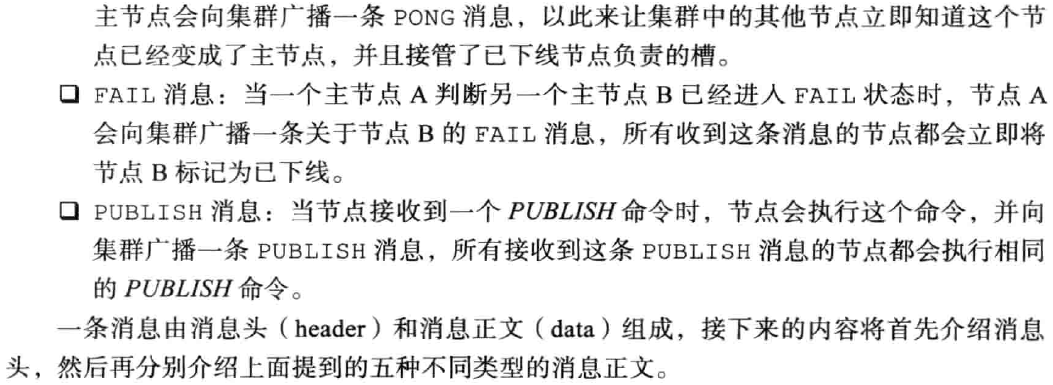 主节点会向集群广播一条 PONG 消息，以此来让集群中的其他节点立即知道这个节
点已经变成了主节点，并且接管了已下线节点负责的槽。
❑ FAIL 消息：当一个主节点 A 判断另一个主节点 B 已经进入 FAIL 状态时，节点 A
会向集群广播一条关于节点 B 的 FAIL 消息，所有收到这条消息的节点都会立即将
节点 B 标记为已下线。
❑ PUBLISH 消息：当节点接收到一个 PUBLISH 命令时，节点会执行这个命令，并向
集群广播一条 PUBLISH 消息，所有接收到这条 PUBLISH 消息的节点都会执行相同
的 PUBLISH 命令。
一条消息由消息头（header）和消息正文（data）组成，接下来的内容将首先介绍消息
头，然后再分别介绍上面提到的五种不同类型的消息正文。